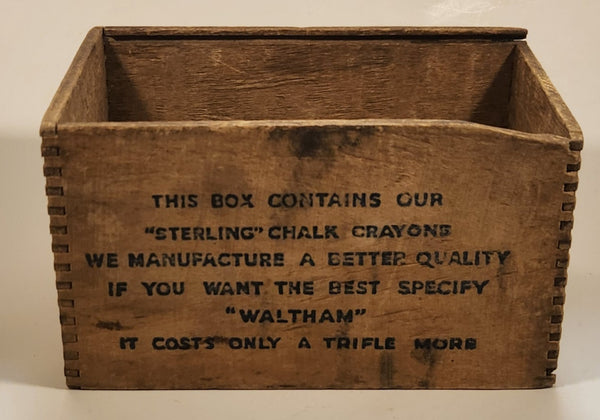 THIS BOX CONTAINS OUR
"STERLING" CHALK CRAYONS
WE MANUFACTURE A BETTER QUALITY
IF YOU WANT THE BEST SPECIFY
"WALTHAM"
IT COSTS ONLY A TRIFLE MORE